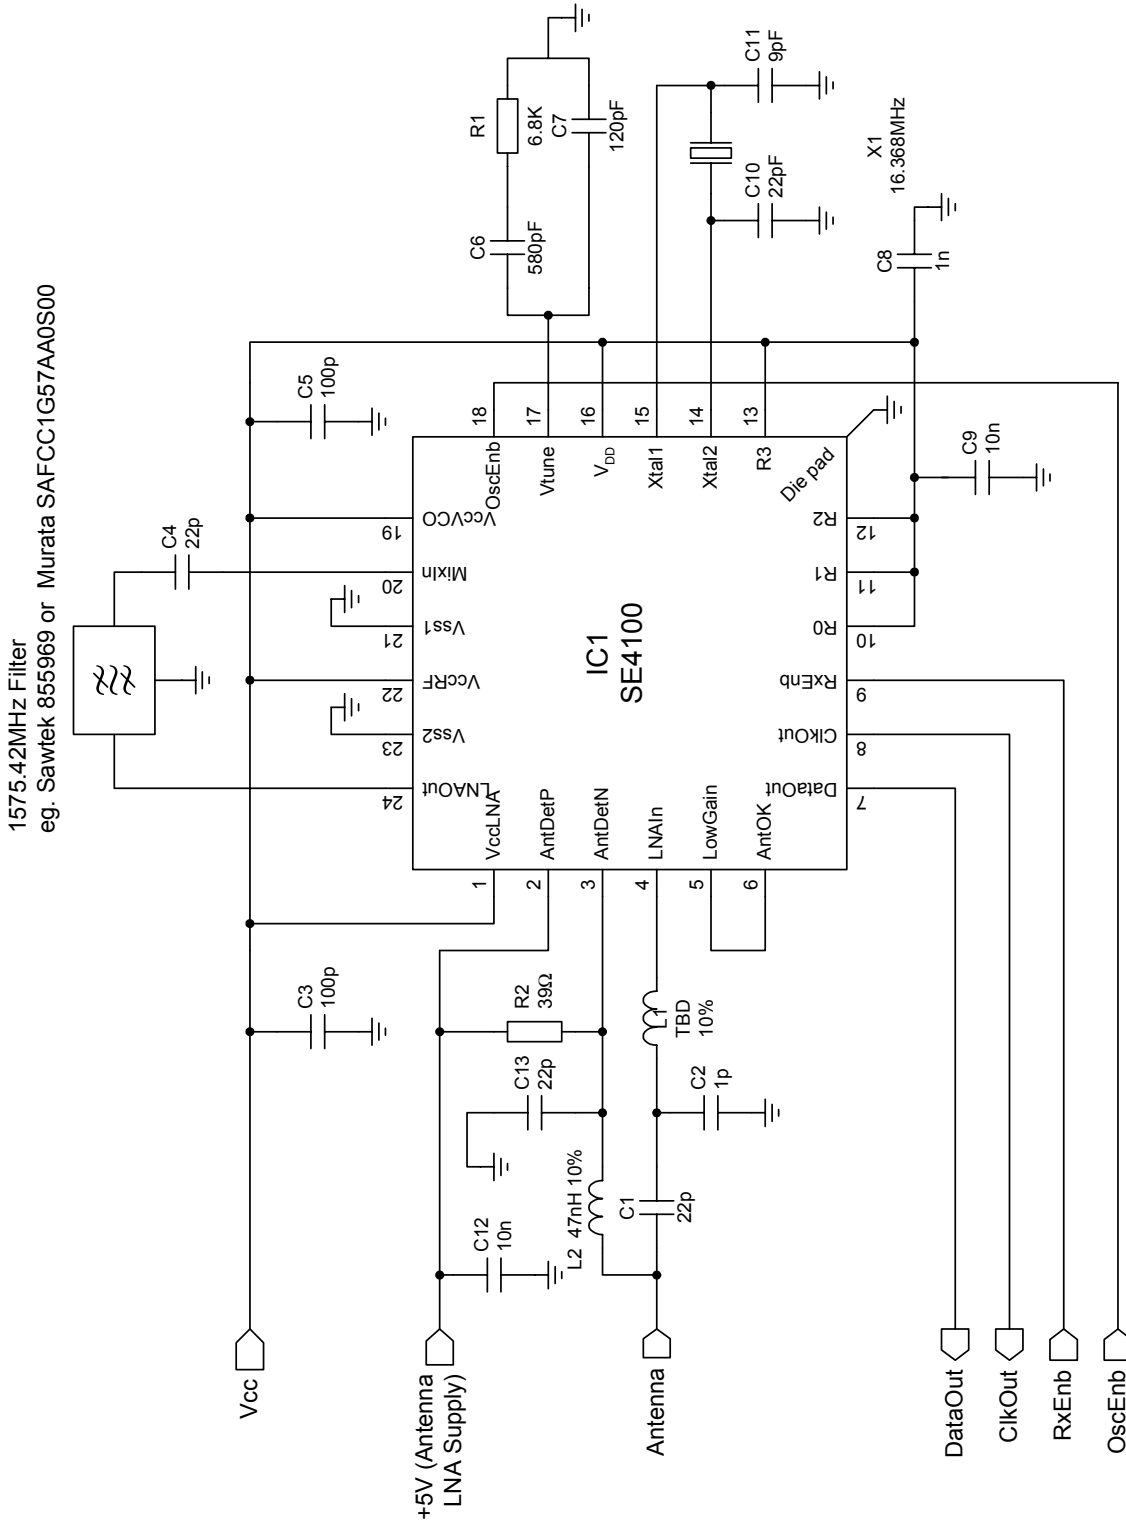 1575.42MHz Filter
eg. Sawtek 855969 or Murata SAFCC1G57AA0S00
C4
22p
C5
100p
C3
100p
R1
6.8K
C6
580pF
C7
120pF
C11
9pF
C10
22pF
X1
16.368MHz
C8
1n
C9
10n
IC1
SE4100
Die pad
1
VccLNA
2
AntDetP
3
AntDetN
4
LNAIn
5
LowGain
6
AntOK
7
DataOut
8
ClkOut
9
RxEnb
10
R0
11
R1
12
R2
13
R3
14
Xtal2
15
Xtal1
16
VDD
17
Vtune
18
OscEnb
19
VccVCO
20
MixIn
21
Vss1
22
VccRF
23
Vss2
24
LNAOut
R2
39Ω
C13
22p
L1
TBD
10%
C2
1p
C12
10n
L2 47nH 10%
C1
22p
Vcc
+5V (Antenna
LNA Supply)
Antenna
DataOut
ClkOut
RxEnb
OscEnb